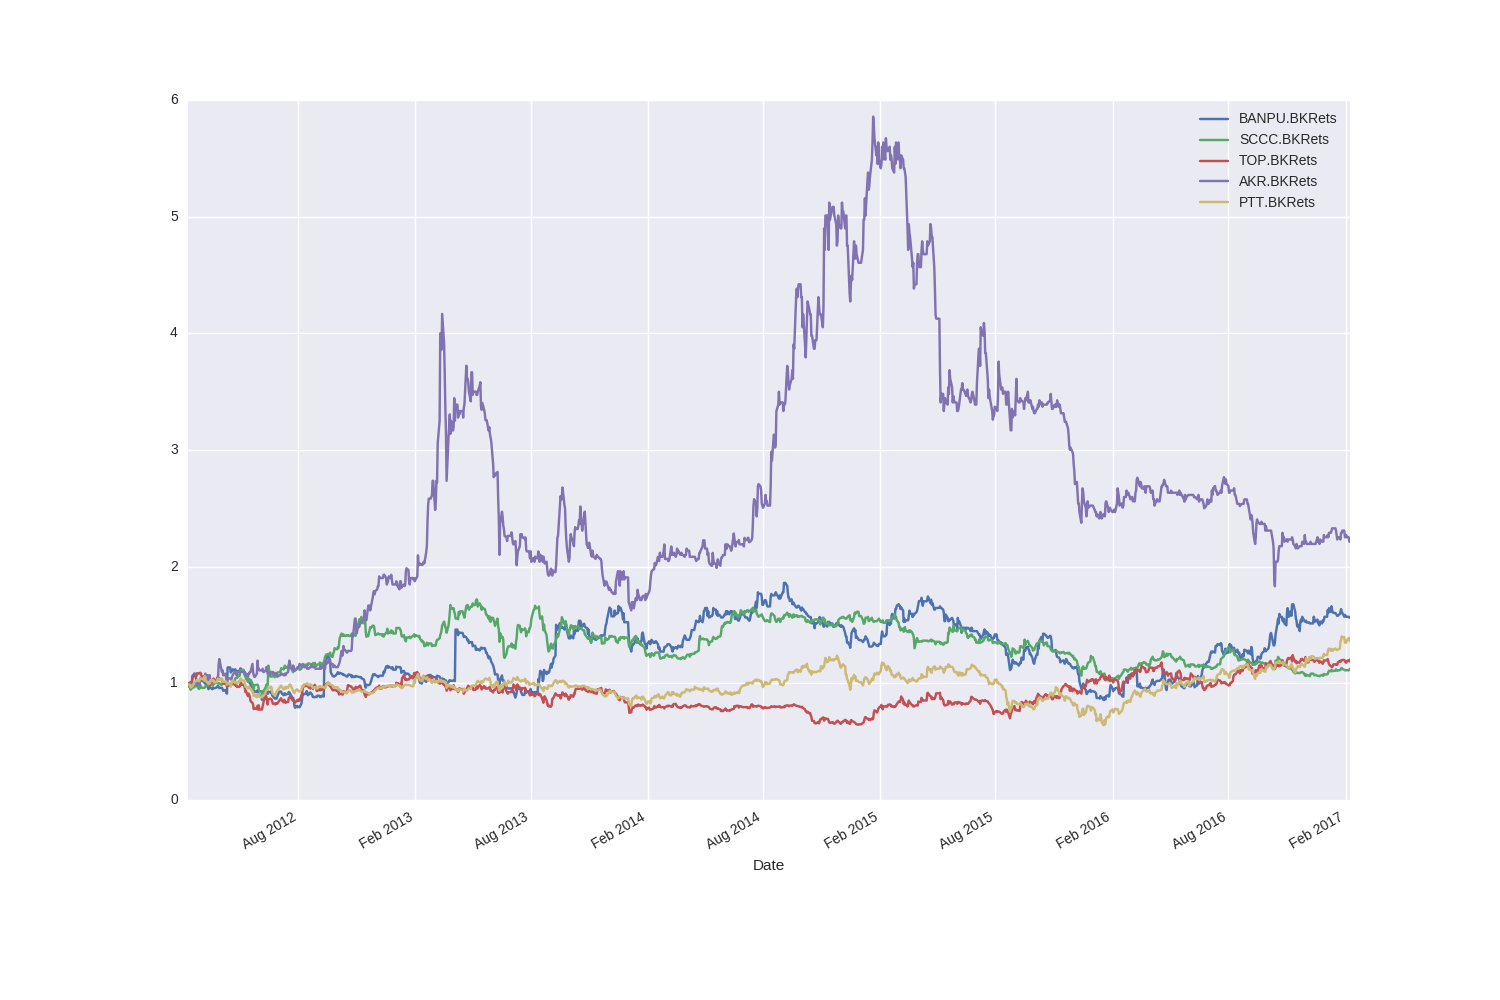 6
5
4
3
2
1
0
BANPU.BKRets
SCCC.BKRets
TOP.BKRets
AKR.BKRets
PTT.BKRets
Aug 2012
Feb 2013
Aug 2013
Feb 2014
Aug 2014
Feb 2015
Aug 2015
Feb 2016
Aug 2016
Feb 2017
Date